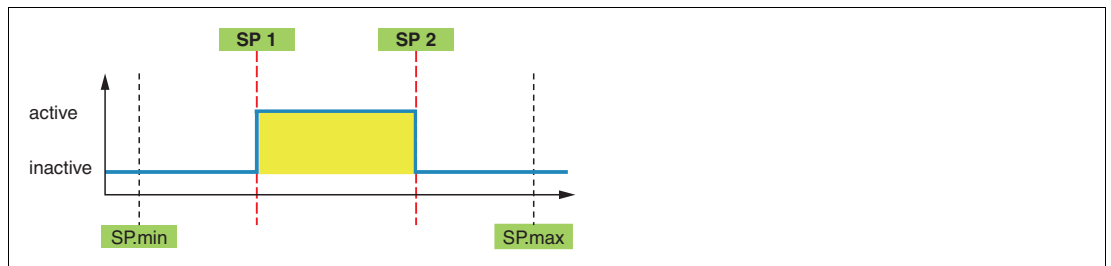 SP 1
SP 2
active
inactive
SP.min
SP.max